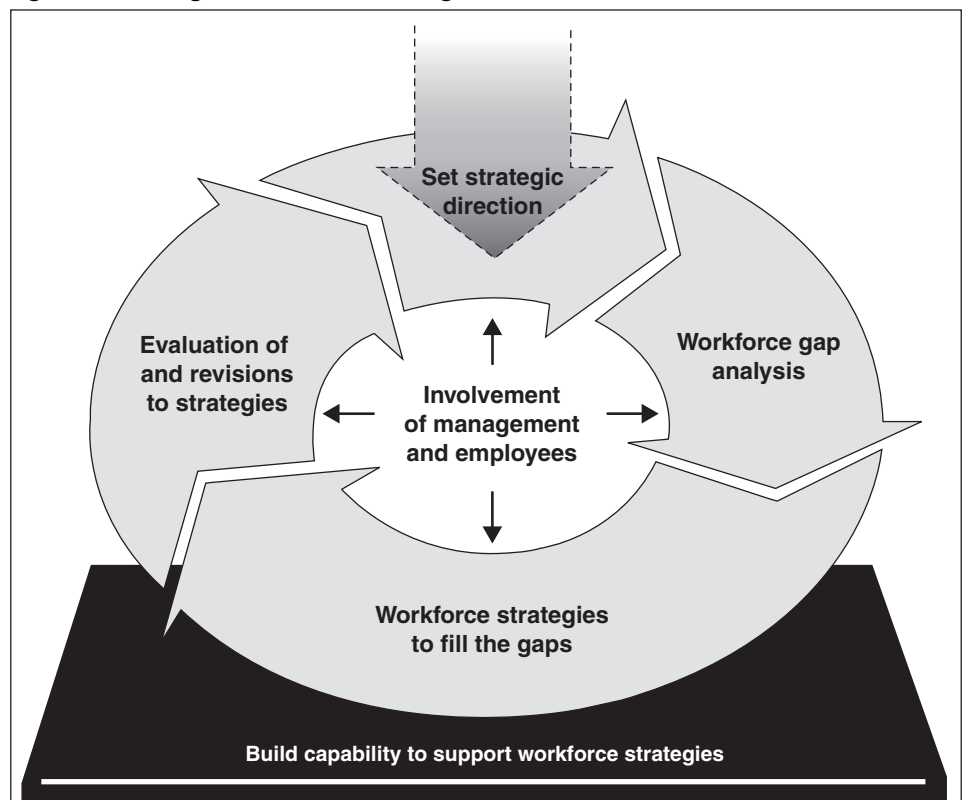 Set strategic
direction
Workforce gap
analysis
Evaluation of
and revisions
to strategies
Involvement
of management
and employees
Workforce strategies
to fill the gaps
Build capability to support workforce strategies